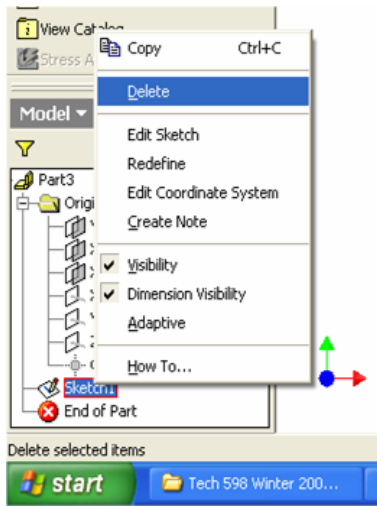 View Catalog
Stress A
Copy Ctrl+C
Delete
Model
Edit Sketch
Redefine
Part3
Edit Coordinate System
Origi
Create Note
Visibility
Dimension Visibility
Adaptive
How To...
Sketch1
End of Part
Delete selected items
start
Tech 598 Winter 200...